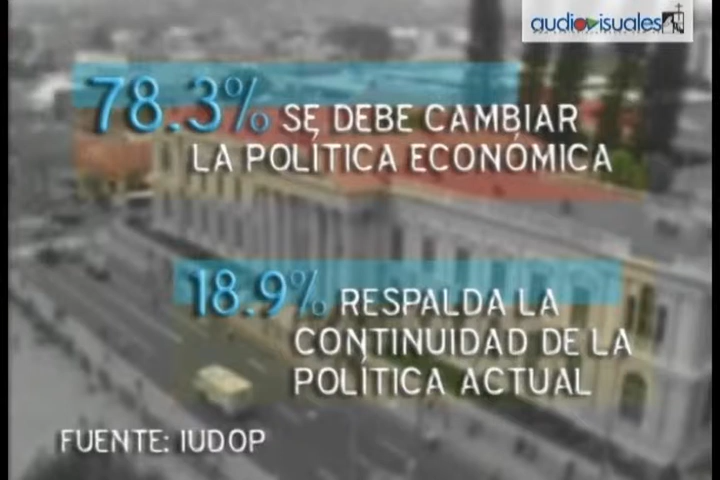 audiovisuales
78.3% SE DEBE CAMBIAR
LA POLÍTICA ECONÓMICA
18.9% RESPALDA LA
CONTINUIDAD DE LA
POLÍTICA ACTUAL
FUENTE: IUDOP